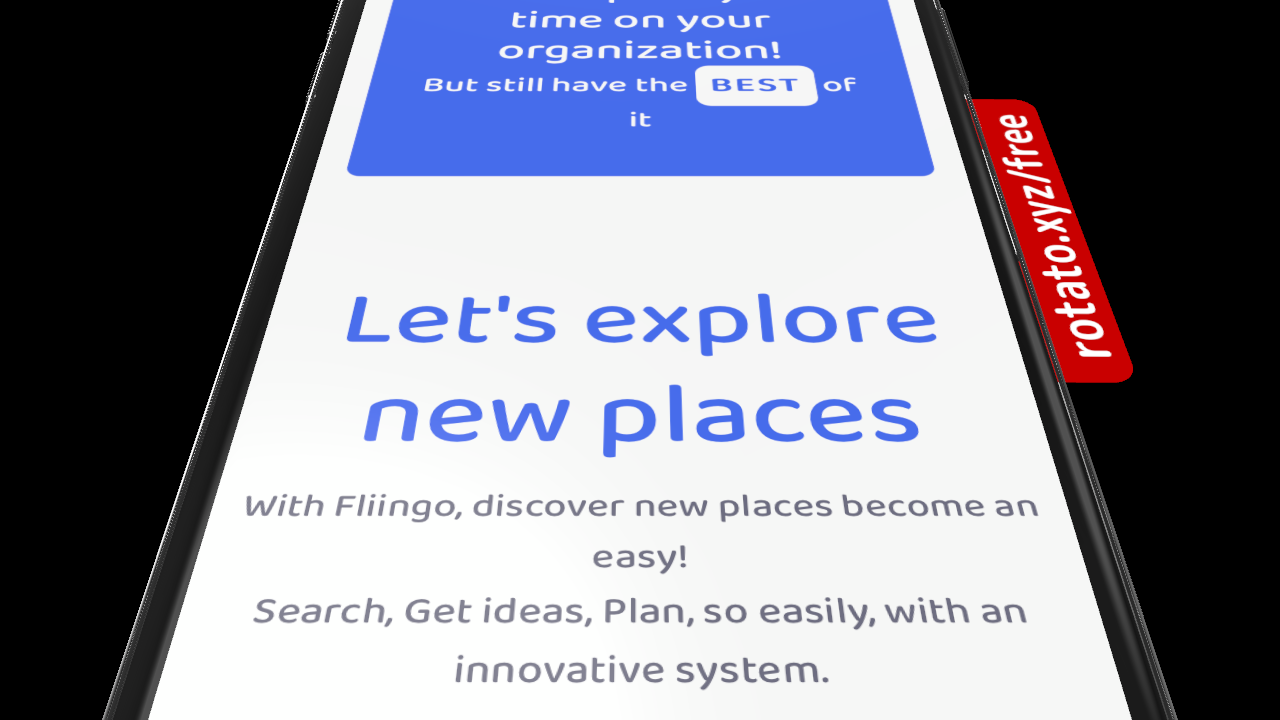 time on your
organization!
But still have the BEST of
it
Let's explore
new places
With Fliingo, discover new places become an
easy!
Search, Get ideas, Plan, so easily, with an
innovative system.
rotato.xyz/free